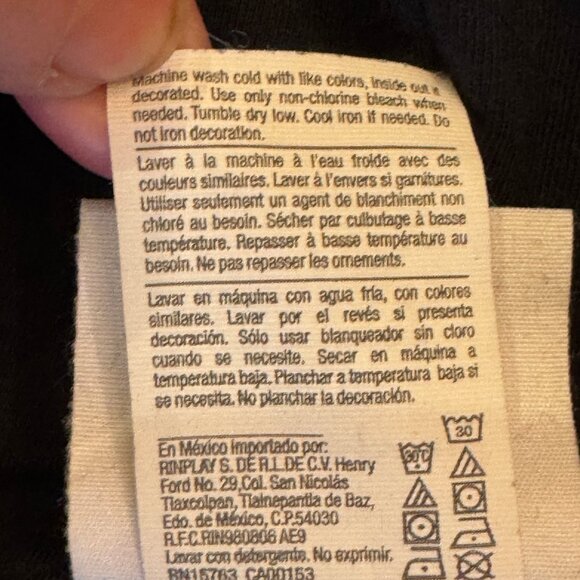 Machine wash cold with like colors, inside out if
decorated. Use only non-chlorine bleach when
needed. Tumble dry low. Cool iron if needed. Do
not iron decoration.
Laver à la machine à l'eau froide avec des
couleurs similaires. Laver à l'envers si garnitures.
Utiliser seulement un agent de blanchiment non
chloré au besoin. Sécher par culbutage à basse
température. Repasser à basse température au
besoin. Ne pas repasser les ornements.
Lavar en máquina con agua fría, con colores
similares. Lavar por el revés si presenta
decoración. Sólo usar blanqueador sin cloro
cuando se necesite. Secar en máquina a
temperatura baja. Planchar a temperatura baja si
se necesita. No planchar la decoración.
En México importado por:
RINPLAY S. DE R.L. DE C.V. Henry
Ford No. 29, Col. San Nicolás
Tlaxcolpan, Tlalnepantla de Baz,
Edo. de México, C.P. 54030
R.F.C. RIN980806 AE9
Lavar con detergente. No exprimir.
RN15763 CA00153
30
30°C